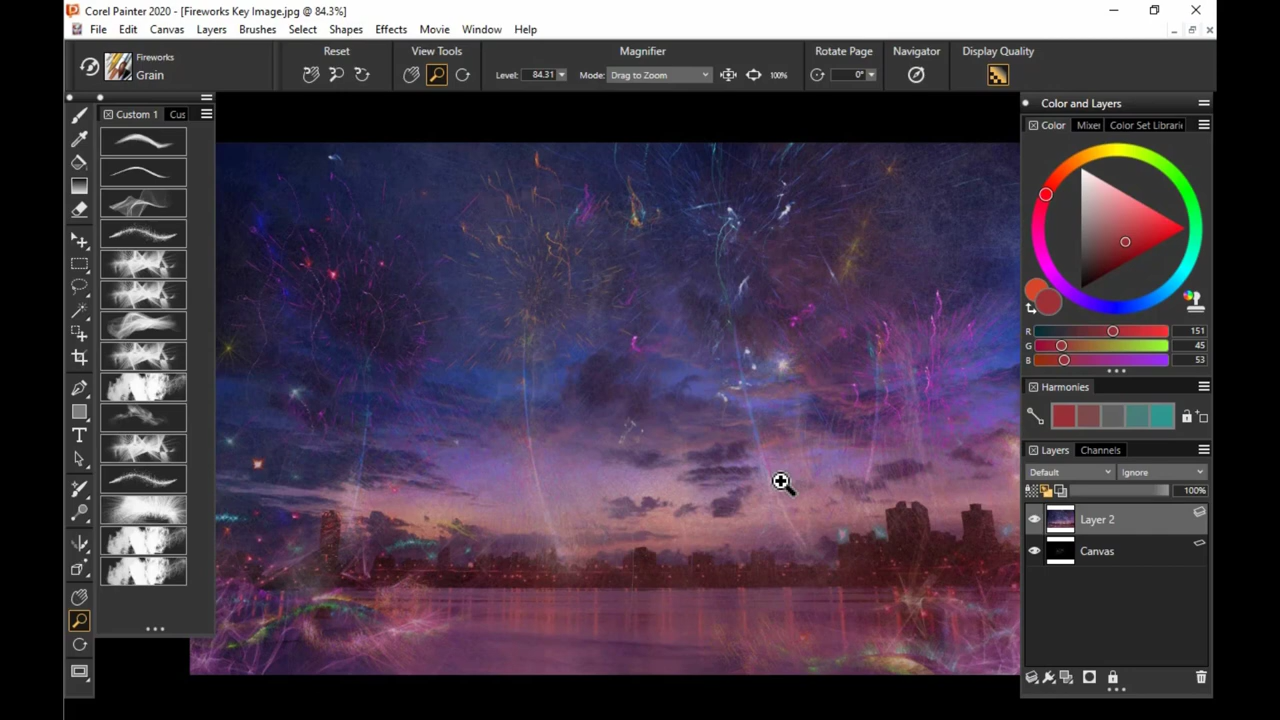 Corel Painter 2020 - [Fireworks Key Image.jpg @ 84.3%]
File Edit Canvas Layers Brushes Select Shapes Effects Movie Window Help
Fireworks
Grain
Reset
View Tools
Magnifier
Level: 84.31
Mode: Drag to Zoom
100%
Rotate Page
0°
Navigator
Display Quality
Custom 1
Cus
Color and Layers
Color
Mixer
Color Set Librarie
R 151
G 45
B 53
Harmonies
Layers
Channels
Default
Ignore
100%
Layer 2
Canvas